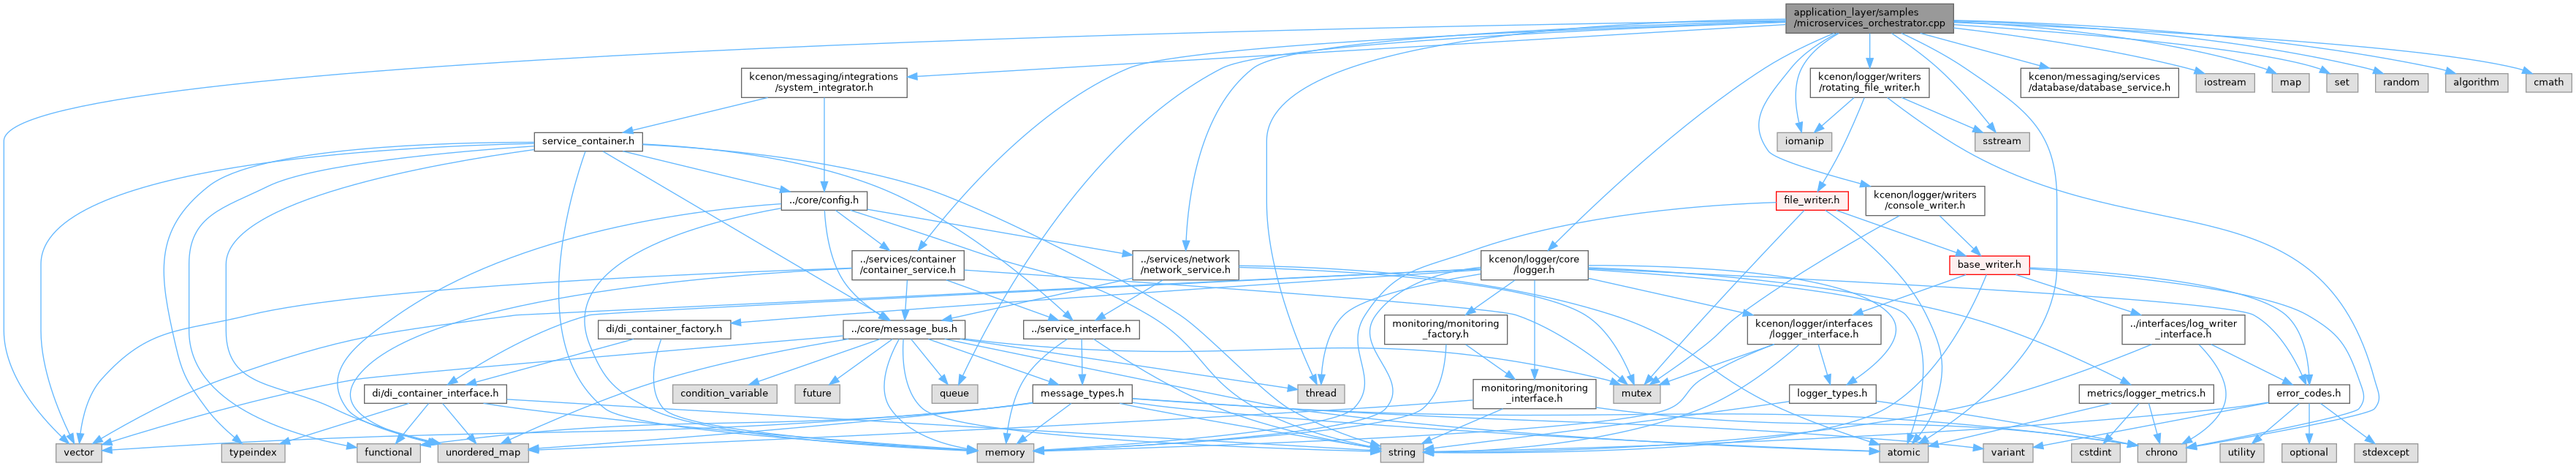 application_layer/samples
/microservices_orchestrator.cpp
kcenon/messaging/integrations
/system_integrator.h
kcenon/logger/writers
/rotating_file_writer.h
kcenon/messaging/services
/database/database_service.h
iostream
map
set
random
algorithm
cmath
service_container.h
iomanip
sstream
../core/config.h
file_writer.h
kcenon/logger/writers
/console_writer.h
../services/container
/container_service.h
../services/network
/network_service.h
kcenon/logger/core
/logger.h
base_writer.h
di/di_container_factory.h
../core/message_bus.h
../service_interface.h
monitoring/monitoring
_factory.h
kcenon/logger/interfaces
/logger_interface.h
../interfaces/log_writer
_interface.h
di/di_container_interface.h
condition_variable
future
queue
message_types.h
thread
monitoring/monitoring
_interface.h
mutex
logger_types.h
metrics/logger_metrics.h
error_codes.h
vector
typeindex
functional
unordered_map
memory
string
atomic
variant
cstdint
chrono
utility
optional
stdexcept